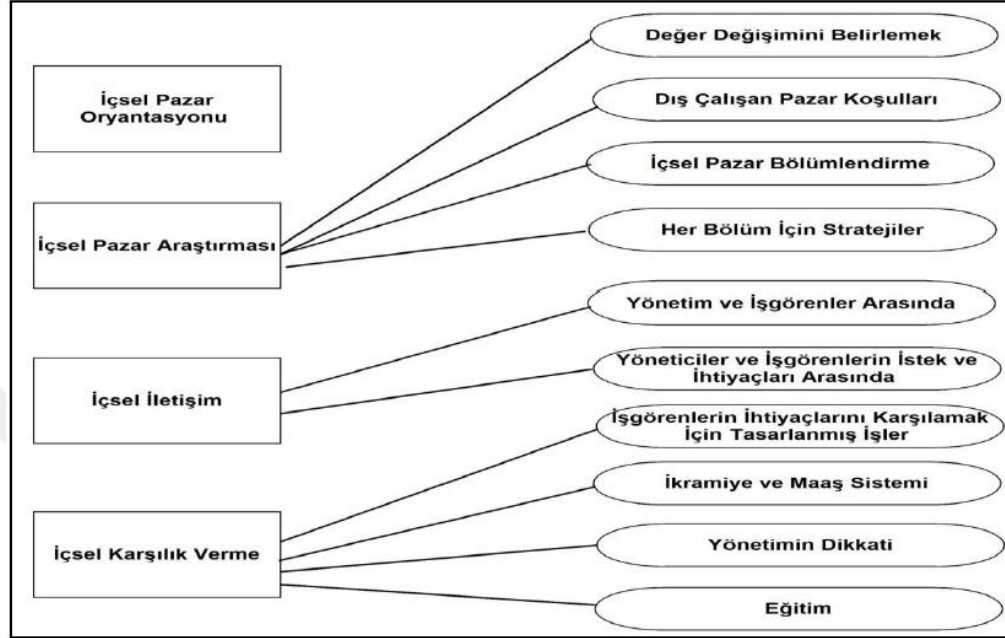 İçsel Pazar
Oryantasyonu
İçsel Pazar Araştırması
İçsel İletişim
İçsel Karşılık Verme
Değer Değişimini Belirlemek
Dış Çalışan Pazar Koşulları
İçsel Pazar Bölümlendirme
Her Bölüm İçin Stratejiler
Yönetim ve İşgörenler Arasında
Yöneticiler ve İşgörenlerin İstek ve
İhtiyaçları Arasında
İşgörenlerin İhtiyaçlarını Karşılamak
İçin Tasarlanmış İşler
İkramiye ve Maaş Sistemi
Yönetimin Dikkati
Eğitim